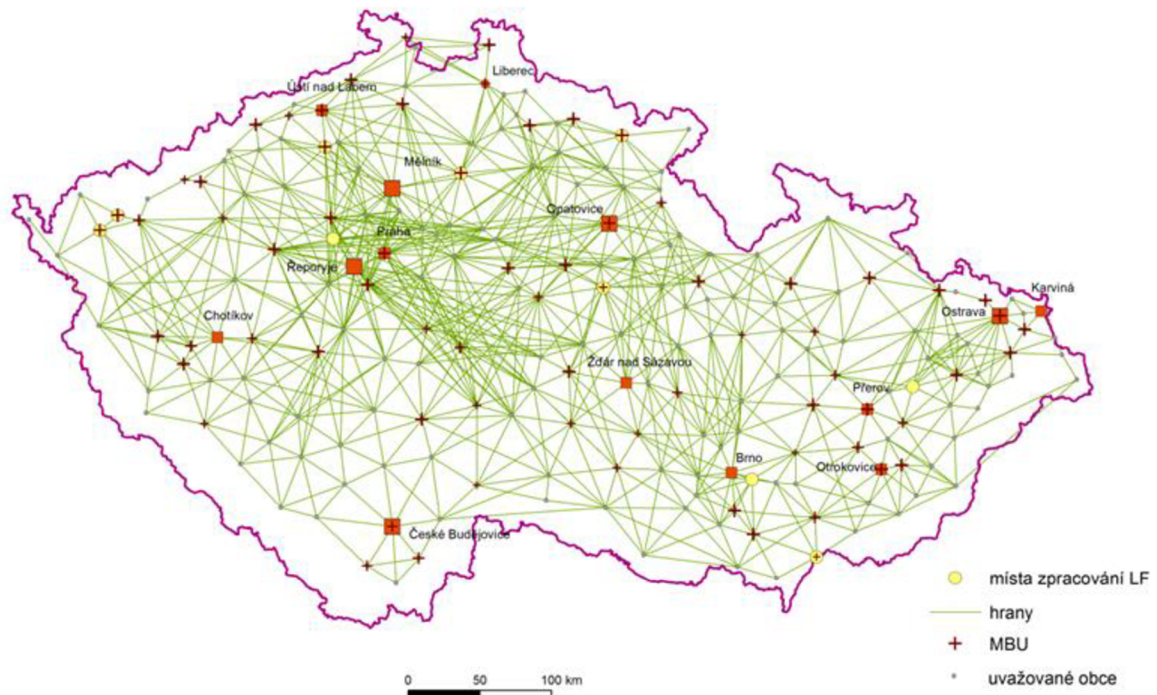 Liberec
Ústí nad Labem
Mělník
Opatovice
Praha
Řeporyje
Karviná
Ostrava
Chotíkov
Žďár nad Sázavou
Přerov
Brno
Otrokovice
České Budějovice
místa zpracování LF
hrany
MBU
uvažované obce
0 50 100 km